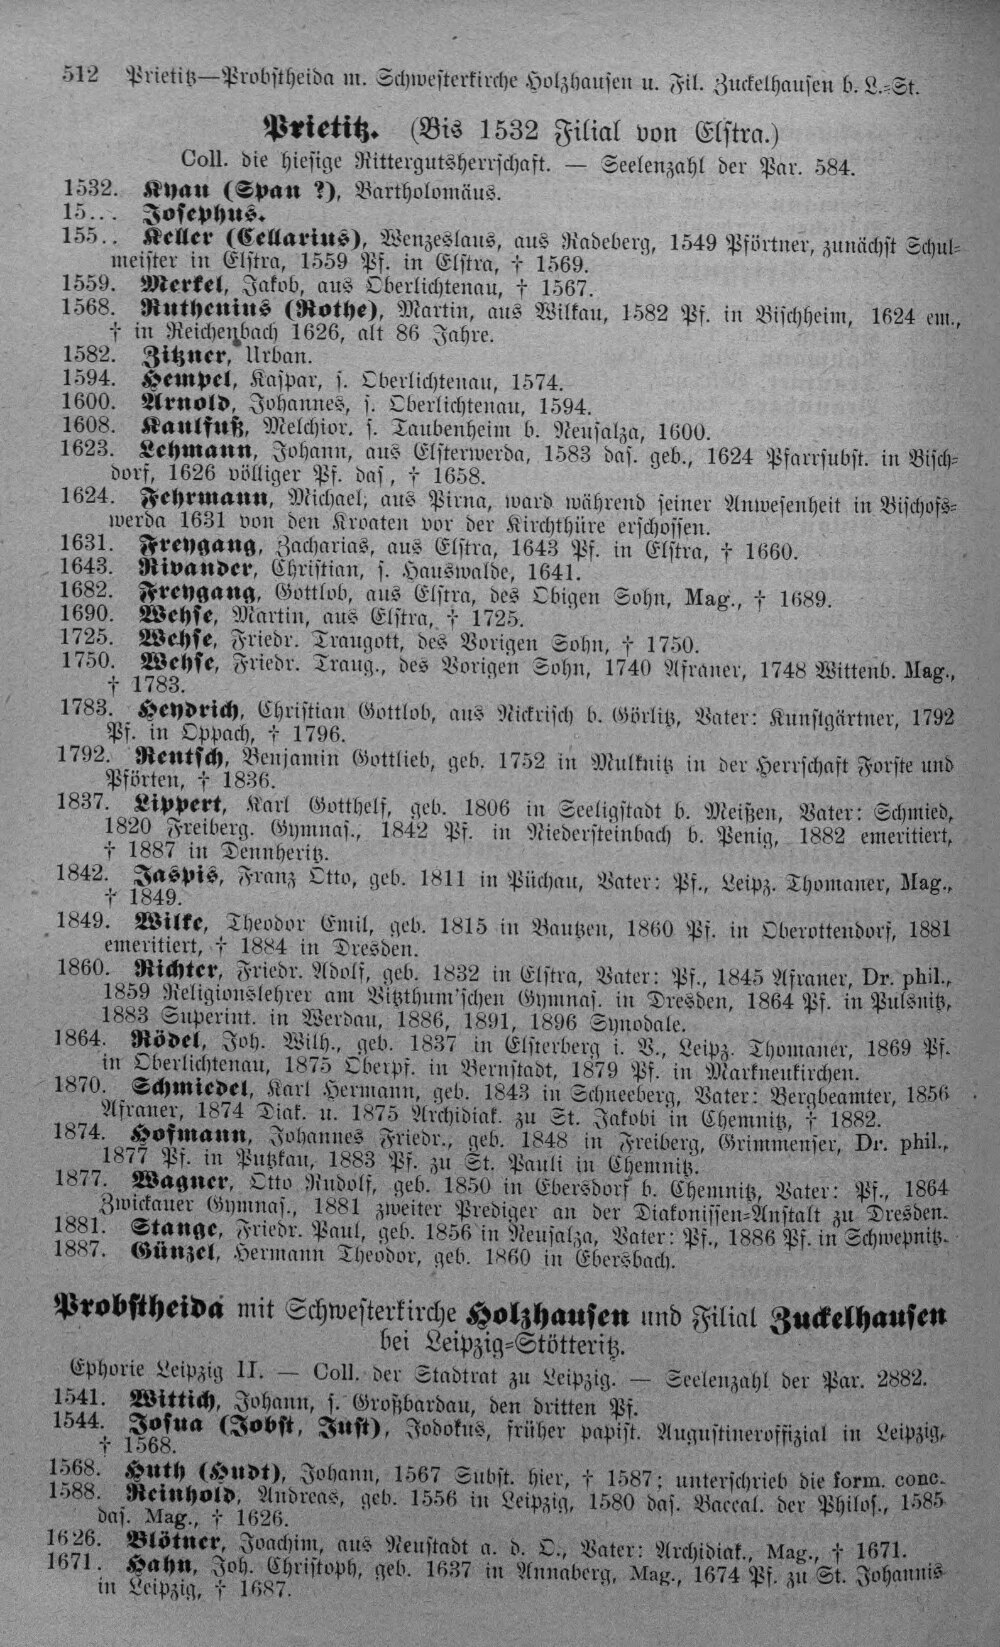 512 Prietitz—Probstheida m. Schwesterkirche Holzhausen u. Fil. Zuckelhausen b. L.-St.
Prietitz. (Bis 1532 Filial von Elstra.)
Coll. die hiesige Rittergutsherrschaft. — Seelenzahl der Par. 584.
1532. Kyau (Span ?), Bartholomäus.
15... Josephus.
155.. Keller (Cellarius), Wenzeslaus, aus Radeberg, 1549 Pförtner, zunächst Schul-
meister in Elstra, 1559 Pf. in Elstra, † 1569.
1559. Merkel, Jakob, aus Oberlichtenau, † 1567.
1568. Ruthenius (Rothe), Martin, aus Wilkau, 1582 Pf. in Bischheim, 1624 em.,
† in Reichenbach 1626, alt 86 Jahre.
1582. Zitzner, Urban.
1594. Hempel, Kaspar, s. Oberlichtenau, 1574.
1600. Arnold, Johannes, s. Oberlichtenau, 1594.
1608. Kaulfuß, Melchior. s. Taubenheim b. Neusalza, 1600.
1623. Lehmann, Johann, aus Elsterwerda, 1583 das. geb., 1624 Pfarrsubst. in Bisch-
dorf, 1626 völliger Pf. das, † 1658.
1624. Fehrmann, Michael, aus Pirna, ward während seiner Anwesenheit in Bischofs-
werda 1631 von den Kroaten vor der Kirchthüre erschossen.
1631. Freygang, Zacharias, aus Elstra, 1643 Pf. in Elstra, † 1660.
1643. Rivander, Christian, s. Hauswalde, 1641.
1682. Freygang, Gottlob, aus Elstra, des Obigen Sohn, Mag., † 1689.
1690. Wehse, Martin, aus Elstra, † 1725.
1725. Wehse, Friedr. Traugott, des Vorigen Sohn, † 1750.
1750. Wehse, Friedr. Traug., des Vorigen Sohn, 1740 Afraner, 1748 Wittenb. Mag.,
† 1783.
1783. Heydrich, Christian Gottlob, aus Nickrisch b. Görlitz, Vater: Kunstgärtner, 1792
Pf. in Oppach, † 1796.
1792. Rentsch, Benjamin Gottlieb, geb. 1752 in Mulknitz in der Herrschaft Forste und
Pförten, † 1836.
1837. Lippert, Karl Gotthelf, geb. 1806 in Seeligstadt b. Meißen, Vater: Schmied,
1820 Freiberg. Gymnas., 1842 Pf. in Niedersteinbach b. Penig, 1882 emeritiert,
† 1887 in Dennheritz.
1842. Jaspis, Franz Otto, geb. 1811 in Püchau, Vater: Pf., Leipz. Thomaner, Mag.,
† 1849.
1849. Wilke, Theodor Emil, geb. 1815 in Bautzen, 1860 Pf. in Oberottendorf, 1881
emeritiert, † 1884 in Dresden.
1860. Richter, Friedr. Adolf, geb. 1832 in Elstra, Vater: Pf., 1845 Afraner, Dr. phil.,
1859 Religionslehrer am Vitzthum'schen Gymnas. in Dresden, 1864 Pf. in Pulsnitz,
1883 Superint. in Werdau, 1886, 1891, 1896 Synodale.
1864. Rödel, Joh. Wilh., geb. 1837 in Elsterberg i. V., Leipz. Thomaner, 1869 Pf.
in Oberlichtenau, 1875 Oberpf. in Bernstadt, 1879 Pf. in Markneukirchen.
1870. Schmiedel, Karl Hermann, geb. 1843 in Schneeberg, Vater: Bergbeamter, 1856
Afraner, 1874 Diak. u. 1875 Archidiak. zu St. Jakobi in Chemnitz, † 1882.
1874. Hofmann, Johannes Friedr., geb. 1848 in Freiberg, Grimmenser, Dr. phil.,
1877 Pf. in Putzkau, 1883 Pf. zu St. Pauli in Chemnitz.
1877. Wagner, Otto Rudolf, geb. 1850 in Ebersdorf b. Chemnitz, Vater: Pf., 1864
Zwickauer Gymnas., 1881 zweiter Prediger an der Diakonissen-Anstalt zu Dresden.
1881. Stange, Friedr. Paul, geb. 1856 in Neusalza, Vater: Pf., 1886 Pf. in Schwepnitz.
1887. Günzel, Hermann Theodor, geb. 1860 in Ebersbach.
Probstheida mit Schwesterkirche Holzhausen und Filial Zuckelhausen
bei Leipzig-Stötteritz.
Ephorie Leipzig II. — Coll. der Stadtrat zu Leipzig. — Seelenzahl der Par. 2882.
1541. Wittich, Johann, s. Großbardau, den dritten Pf.
1544. Josua (Jobst, Just), Jodokus, früher papist. Augustineroffizial in Leipzig,
† 1568.
1568. Huth (Hudt), Johann, 1567 Subst. hier, † 1587; unterschrieb die form. conc.
1588. Reinhold, Andreas, geb. 1556 in Leipzig, 1580 das. Baccal. der Philos., 1585
das. Mag., † 1626.
1626. Blötner, Joachim, aus Neustadt a. d. O., Vater: Archidiak., Mag., † 1671.
1671. Hahn, Joh. Christoph, geb. 1637 in Annaberg, Mag., 1674 Pf. zu St. Johannis
in Leipzig, † 1687.